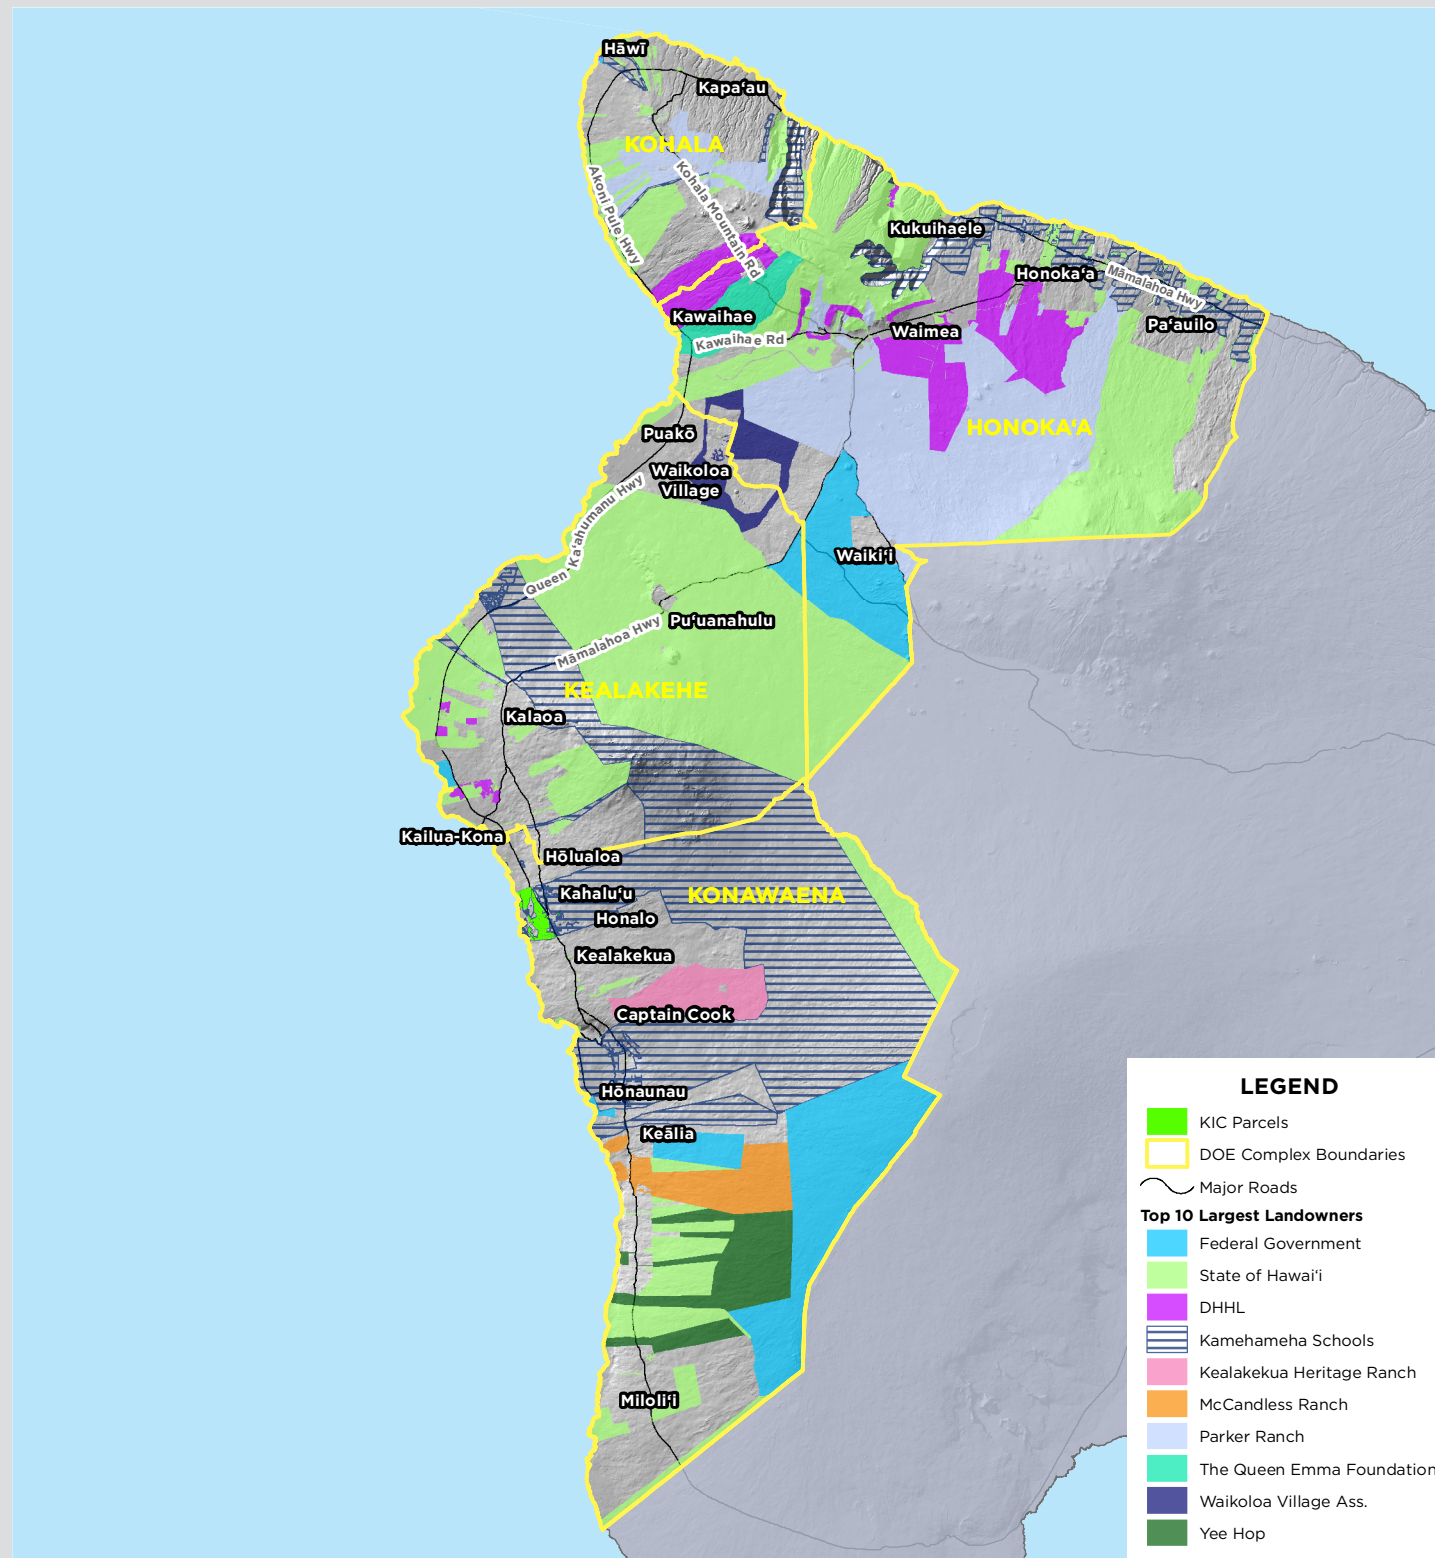 Hāwī
Kapaʻau
KOHALA
Akoni Pule Hwy
Kohala Mountain Rd
Kukuihaele
Honokaʻa
Māmalahoa Hwy
Kawaihae
Paʻauilo
Waimea
Kawaihae Rd
HONOKAʻA
Puakō
Waikoloa
Village
Queen Kaʻahumanu Hwy
Waikiʻi
Puʻuanahulu
Māmalahoa Hwy
KEALAKEHE
Kalaoa
Kailua-Kona
Hōlualoa
Kahaluʻu
KONAWAENA
Honalo
Kealakekua
Captain Cook
Hōnaunau
Keālia
Miloliʻi
LEGEND
KIC Parcels
DOE Complex Boundaries
Major Roads
Top 10 Largest Landowners
Federal Government
State of Hawaiʻi
DHHL
Kamehameha Schools
Kealakekua Heritage Ranch
McCandless Ranch
Parker Ranch
The Queen Emma Foundation
Waikoloa Village Ass.
Yee Hop